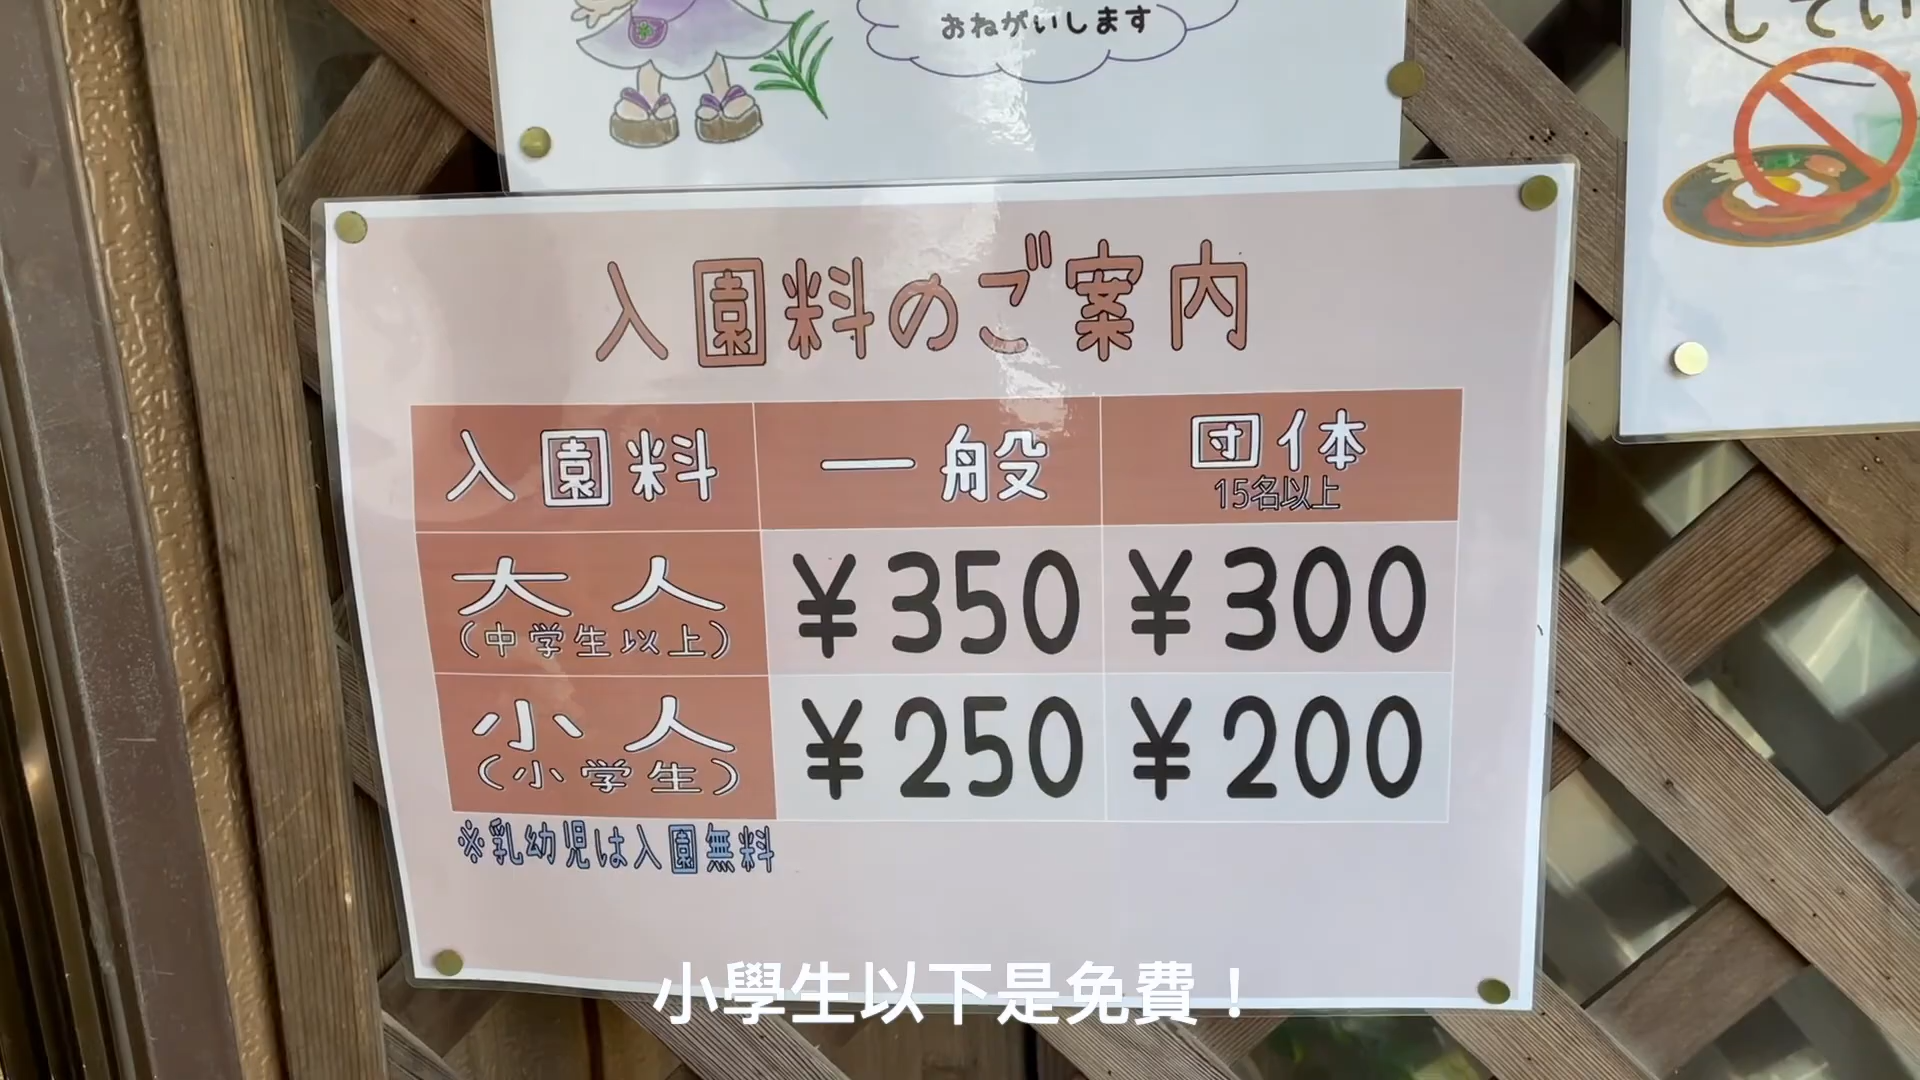 おねがいします
してい
入園料のご案内
入園料 一般 団体
15名以上
大人 ¥350 ¥300
(中学生以上)
小人 ¥250 ¥200
(小学生)
※乳幼児は入園無料
小學生以下是免費！